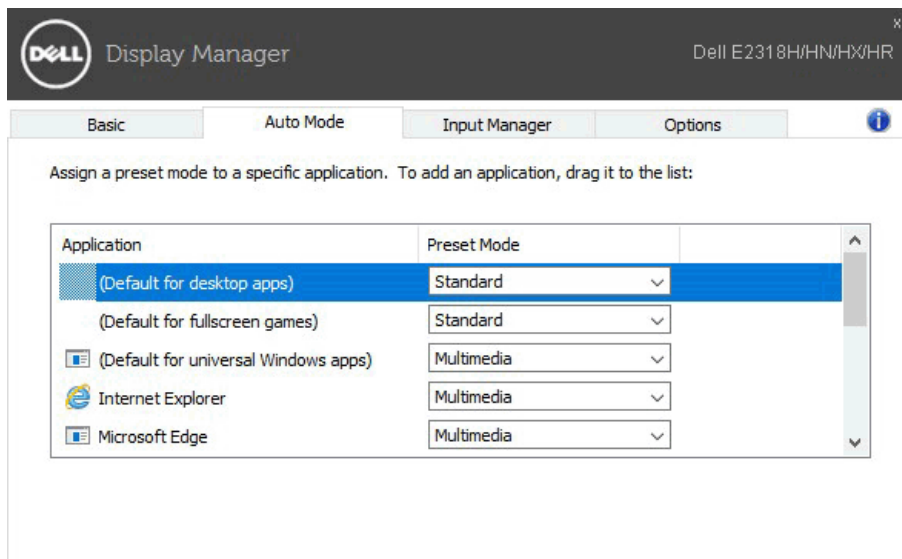 x
DELL Display Manager Dell E2318H/HN/HX/HR
Basic Auto Mode Input Manager Options i
Assign a preset mode to a specific application. To add an application, drag it to the list:
Application Preset Mode
(Default for desktop apps) Standard
(Default for fullscreen games) Standard
(Default for universal Windows apps) Multimedia
Internet Explorer Multimedia
Microsoft Edge Multimedia